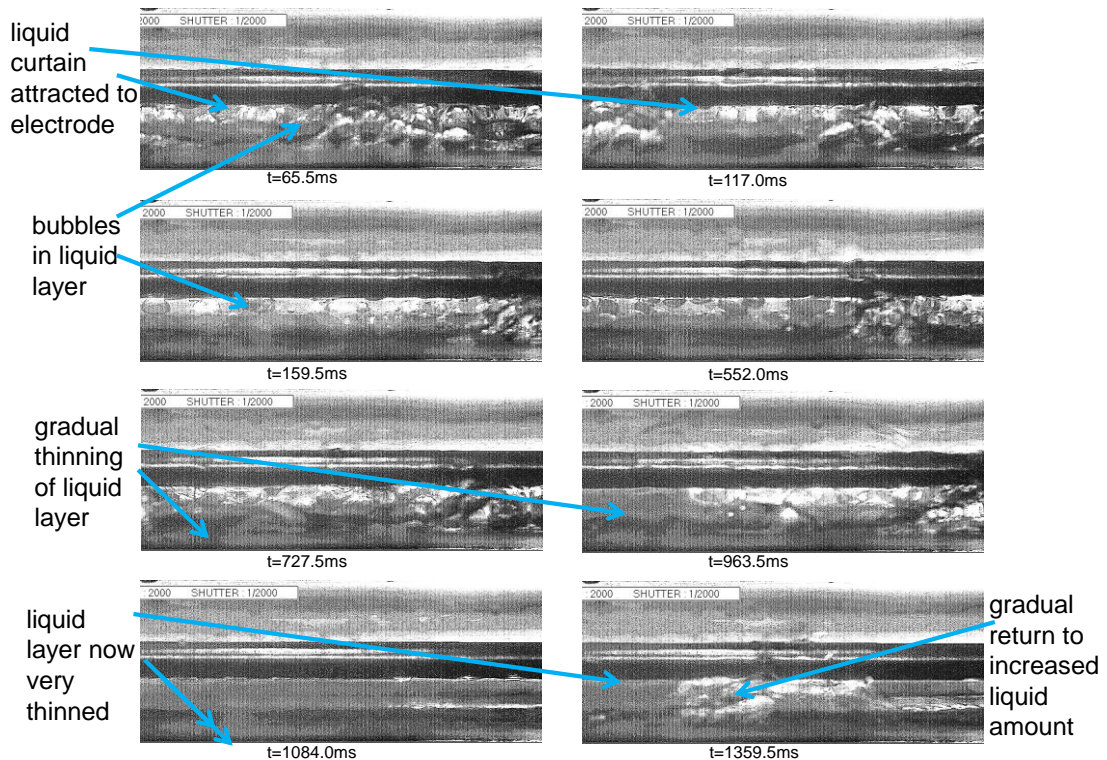 2000 SHUTTER : 1/2000
2000 SHUTTER : 1/2000
liquid
curtain
attracted to
electrode
t=65.5ms
t=117.0ms
2000 SHUTTER : 1/2000
2000 SHUTTER : 1/2000
bubbles
in liquid
layer
t=159.5ms
t=552.0ms
: 2000 SHUTTER : 1/2000
: 2000 SHUTTER : 1/2000
gradual
thinning
of liquid
layer
t=727.5ms
t=963.5ms
: 2000 SHUTTER : 1/2000
: 2000 SHUTTER : 1/2000
liquid
layer now
very
thinned
gradual
return to
increased
liquid
amount
t=1084.0ms
t=1359.5ms